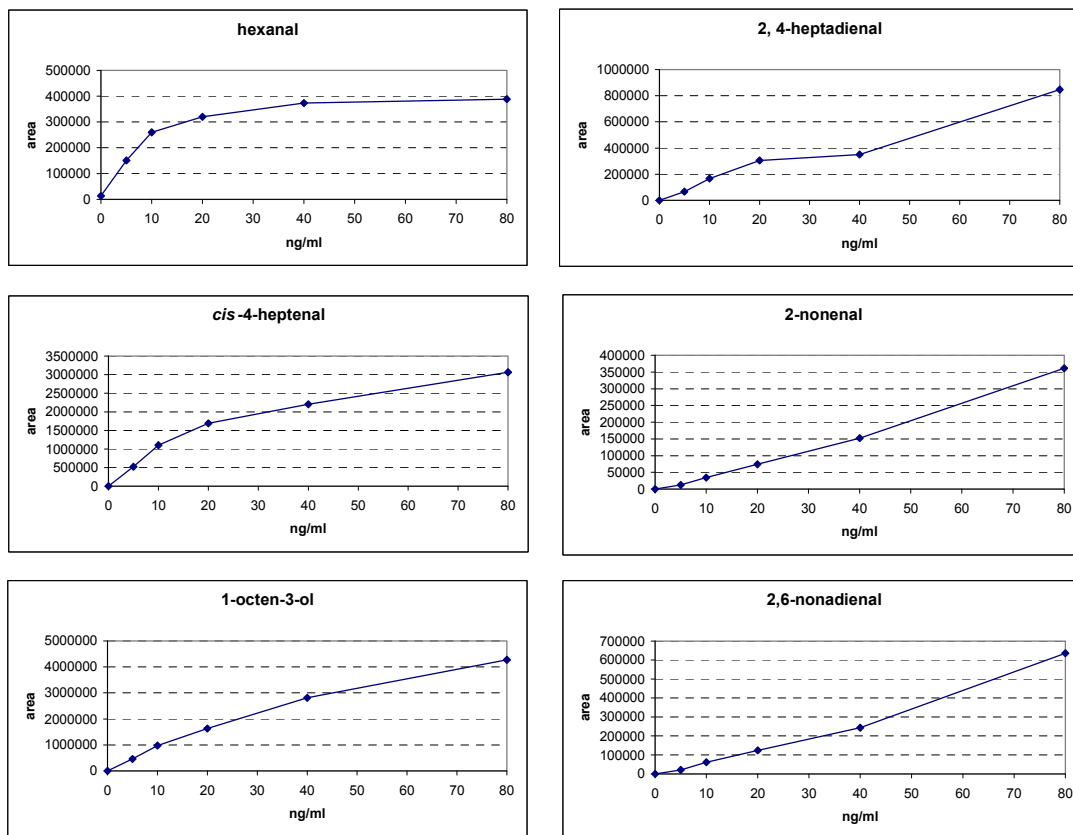 hexanal
500000
400000
300000
200000
100000
0
area
0 10 20 30 40 50 60 70 80
ng/ml
2, 4-heptadienal
1000000
800000
600000
400000
200000
0
area
0 10 20 30 40 50 60 70 80
ng/ml
cis-4-heptenal
3500000
3000000
2500000
2000000
1500000
1000000
500000
0
area
0 10 20 30 40 50 60 70 80
ng/ml
2-nonenal
400000
350000
300000
250000
200000
150000
100000
50000
0
area
0 10 20 30 40 50 60 70 80
ng/ml
1-octen-3-ol
5000000
4000000
3000000
2000000
1000000
0
area
0 10 20 30 40 50 60 70 80
ng/ml
2,6-nonadienal
700000
600000
500000
400000
300000
200000
100000
0
area
0 10 20 30 40 50 60 70 80
ng/ml